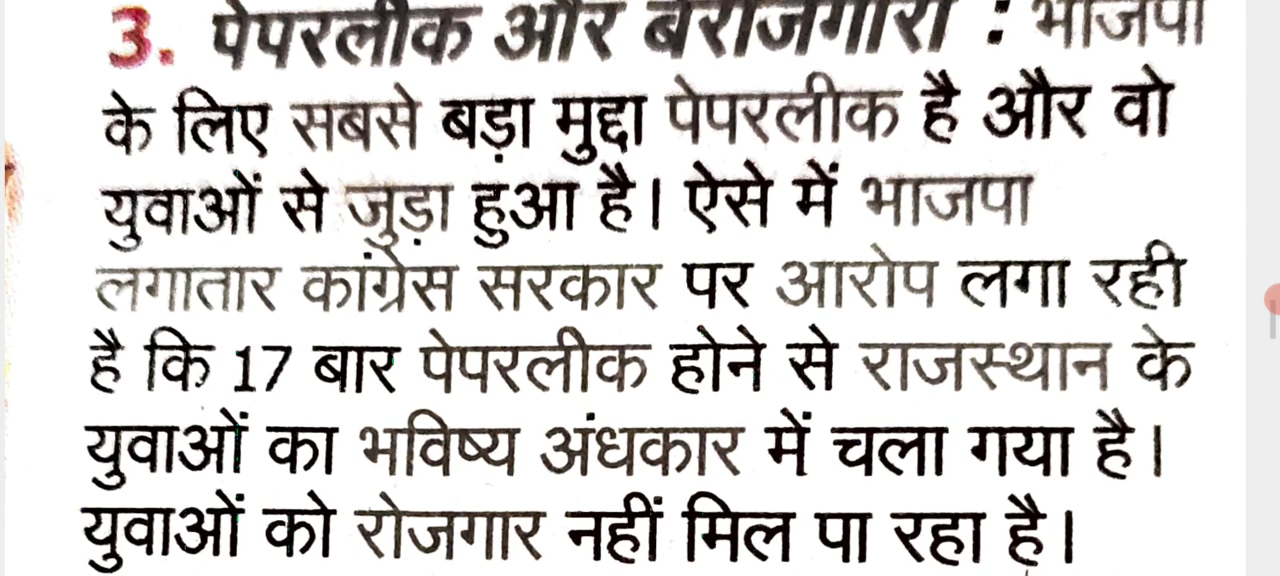 3. पेपरलीक और बेरोजगारी : भाजपा
के लिए सबसे बड़ा मुद्दा पेपरलीक है और वो
युवाओं से जुड़ा हुआ है। ऐसे में भाजपा
लगातार कांग्रेस सरकार पर आरोप लगा रही
है कि 17 बार पेपरलीक होने से राजस्थान के
युवाओं का भविष्य अंधकार में चला गया है।
युवाओं को रोजगार नहीं मिल पा रहा है।